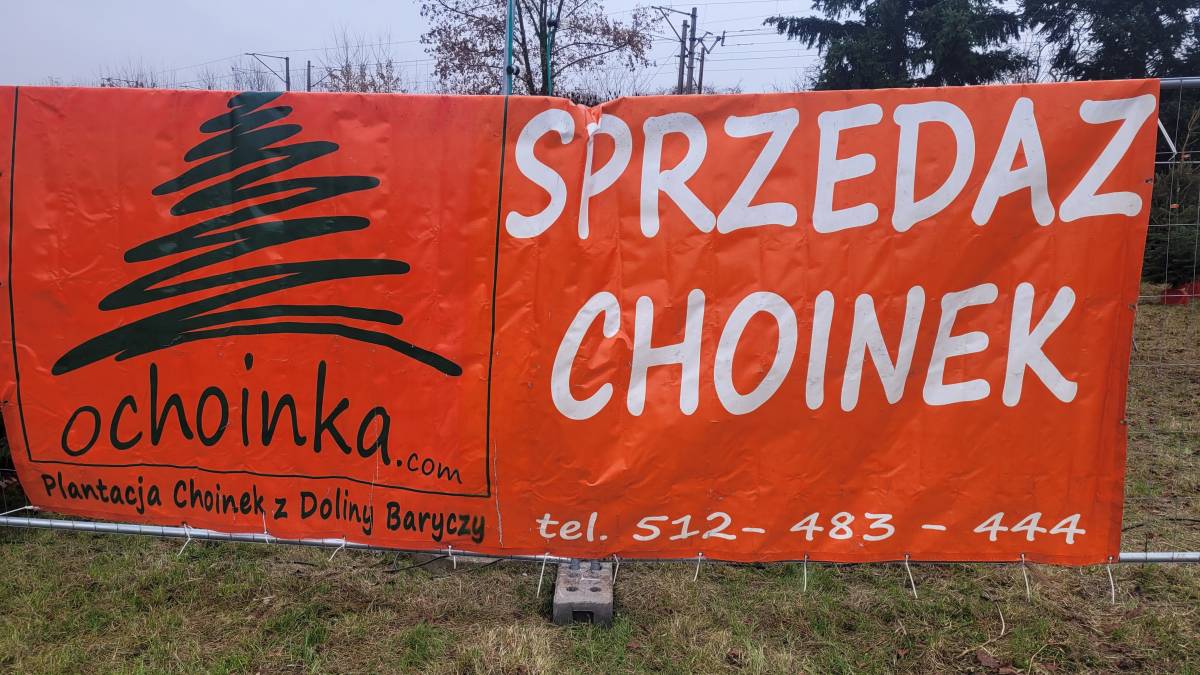 ochoinka.com
Plantacja Choinek z Doliny Baryczy
SPRZEDAZ
CHOINEK
tel. 512- 483 - 444